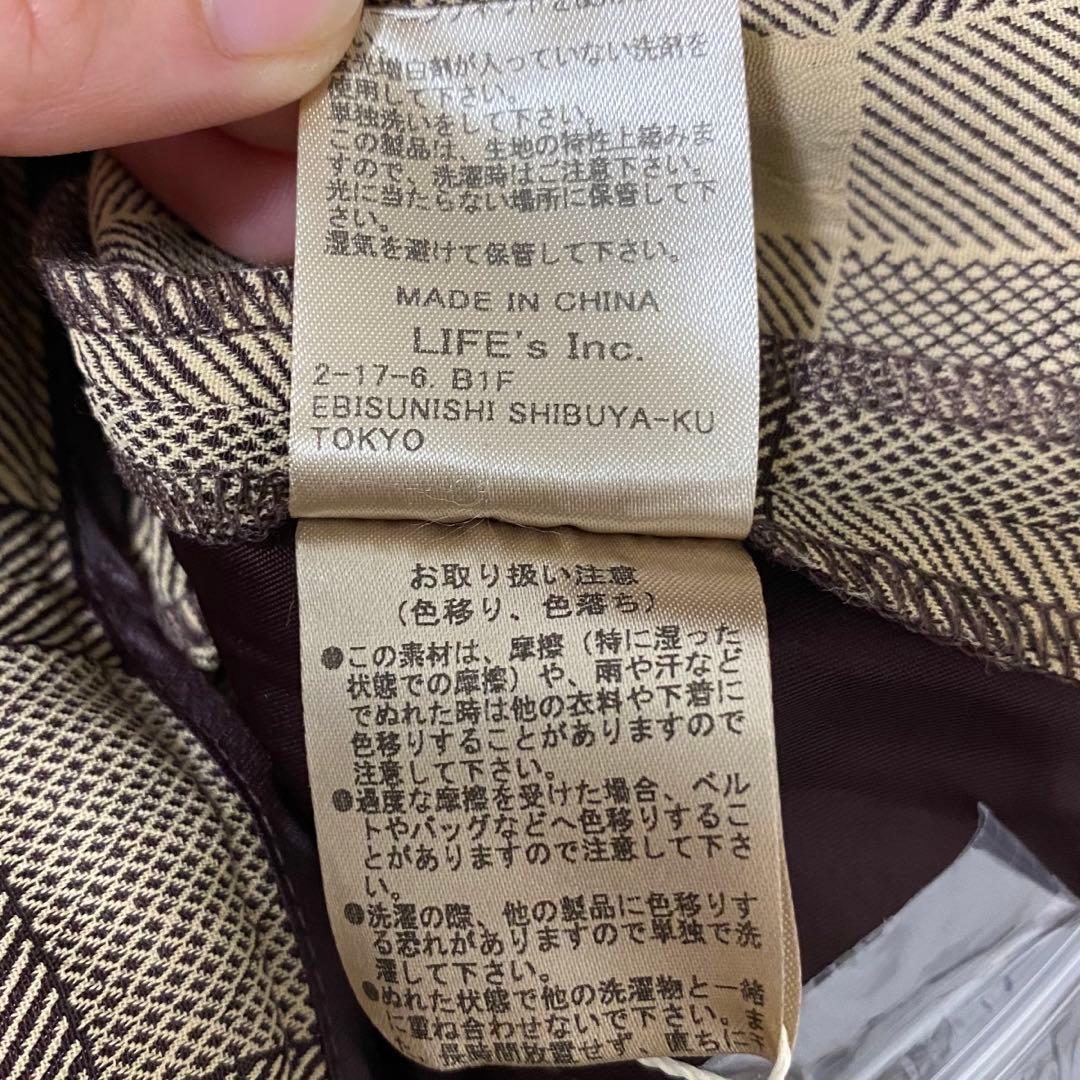 い。
蛍光増白剤が入っていない洗剤を
使用して下さい。
単独洗いをして下さい。
この製品は、生地の特性上縮みま
すので、洗濯時はご注意下さい。
光に当たらない場所に保管して下
さい。
湿気を避けて保管して下さい。
MADE IN CHINA
LIFE's Inc.
2-17-6. B1F
EBISUNISHI SHIBUYA-KU
TOKYO
お取り扱い注意
(色移り、色落ち)
●この素材は、摩擦(特に湿った
状態での摩擦)や、雨や汗など
でぬれた時は他の衣料や下着に
色移りすることがありますので
注意して下さい。
●過度な摩擦を受けた場合、ベル
トやバッグなどへ色移りするこ
とがありますので注意して下さ
い。
●洗濯の際、他の製品に色移りす
る恐れがありますので単独で洗
濯して下さい。
●ぬれた状態で他の洗濯物と一緒
に重ね合わせないで下さい。ま
長時間放置せず、直ちに